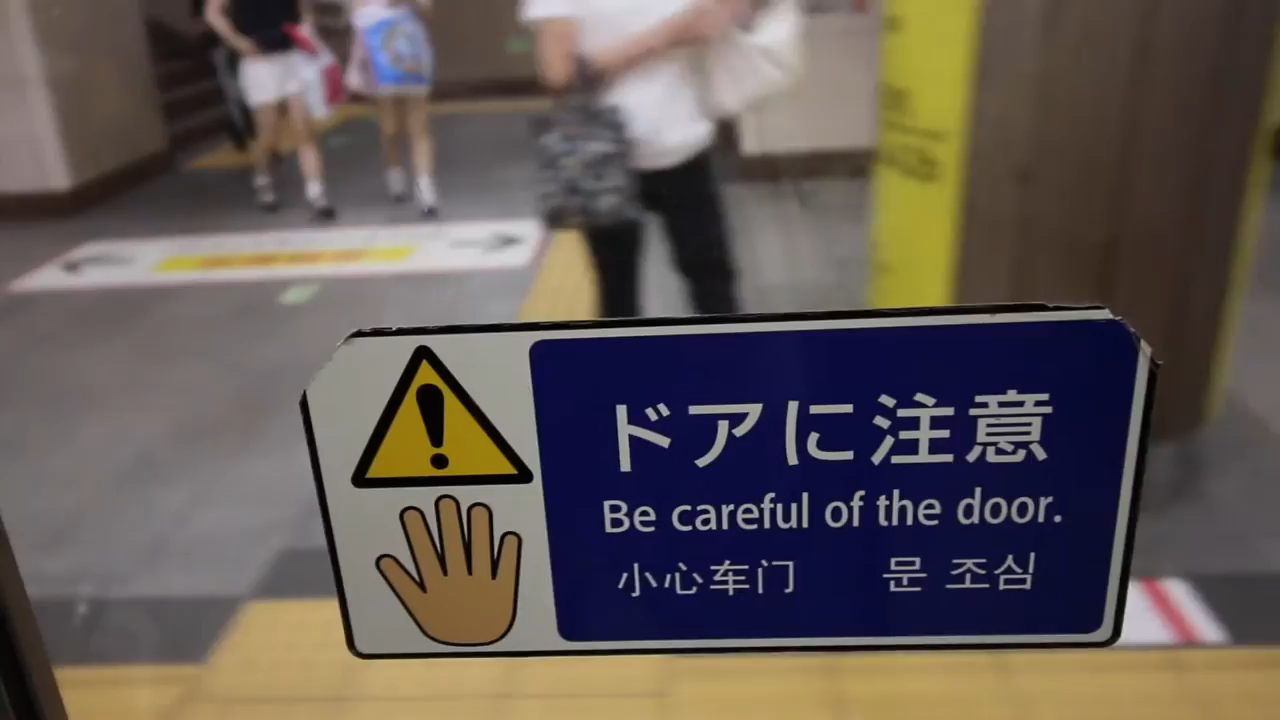 ドアに注意
Be careful of the door.
小心车门 문 조심